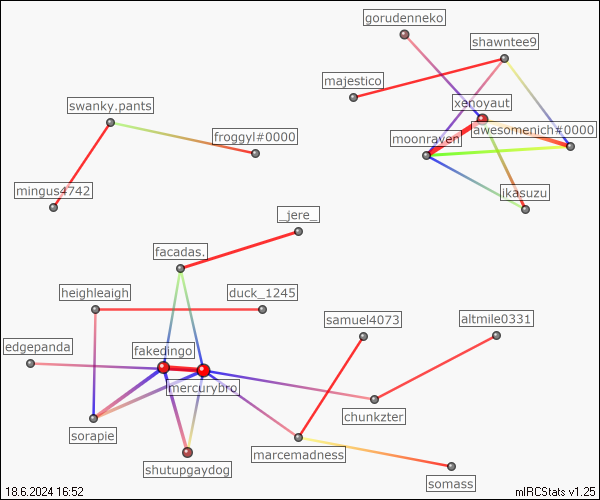 gorudenneko
shawntee9
majestico
xenoyaut
swanky.pants
awesomenich#0000
froggyl#0000
moonraven
mingus4742
ikasuzu
_jere_
facadas.
heighleaigh
duck_1245
samuel4073
altmile0331
edgepanda
fakedingo
mercurybro
chunkzter
sorapie
marcemadness
shutupgaydog
somass
18.6.2024 16:52
mIRCStats v1.25